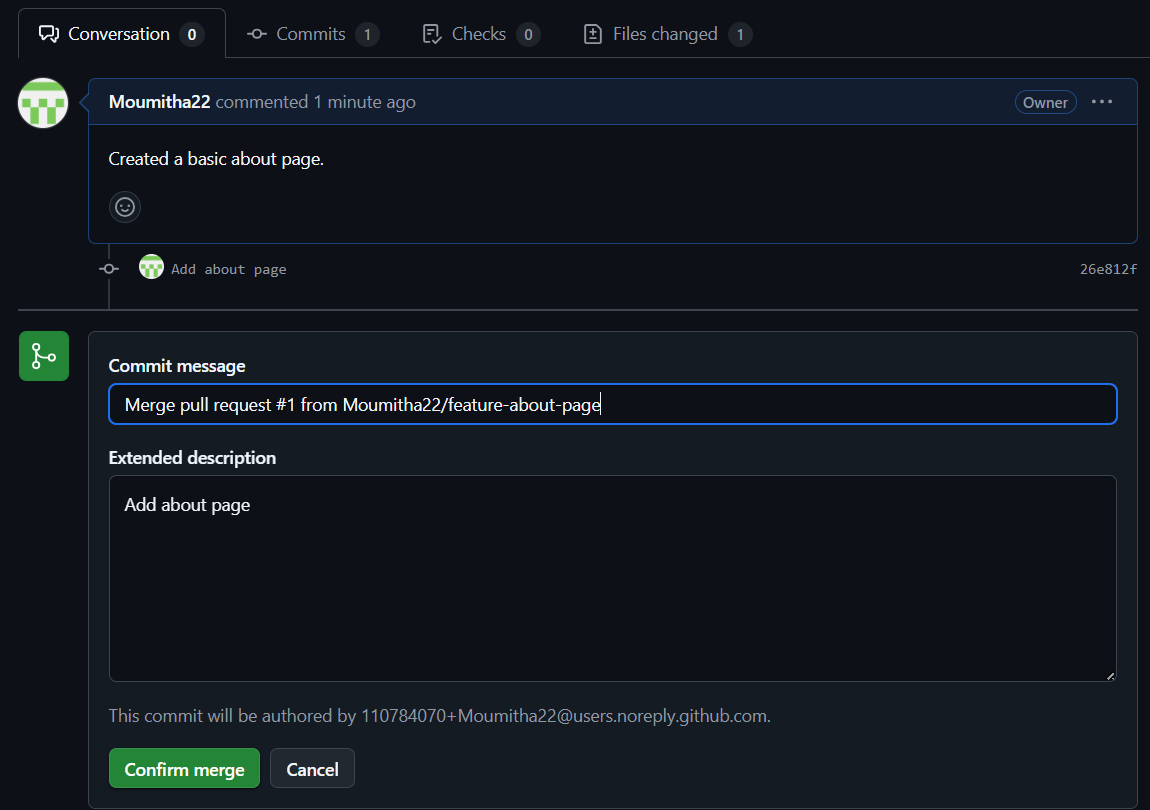 Conversation 0 Commits 1 Checks 0 Files changed 1
Moumitha22 commented 1 minute ago Owner
Created a basic about page.
Add about page 26e812f
Commit message
Merge pull request #1 from Moumitha22/feature-about-page
Extended description
Add about page
This commit will be authored by 110784070+Moumitha22@users.noreply.github.com.
Confirm merge Cancel